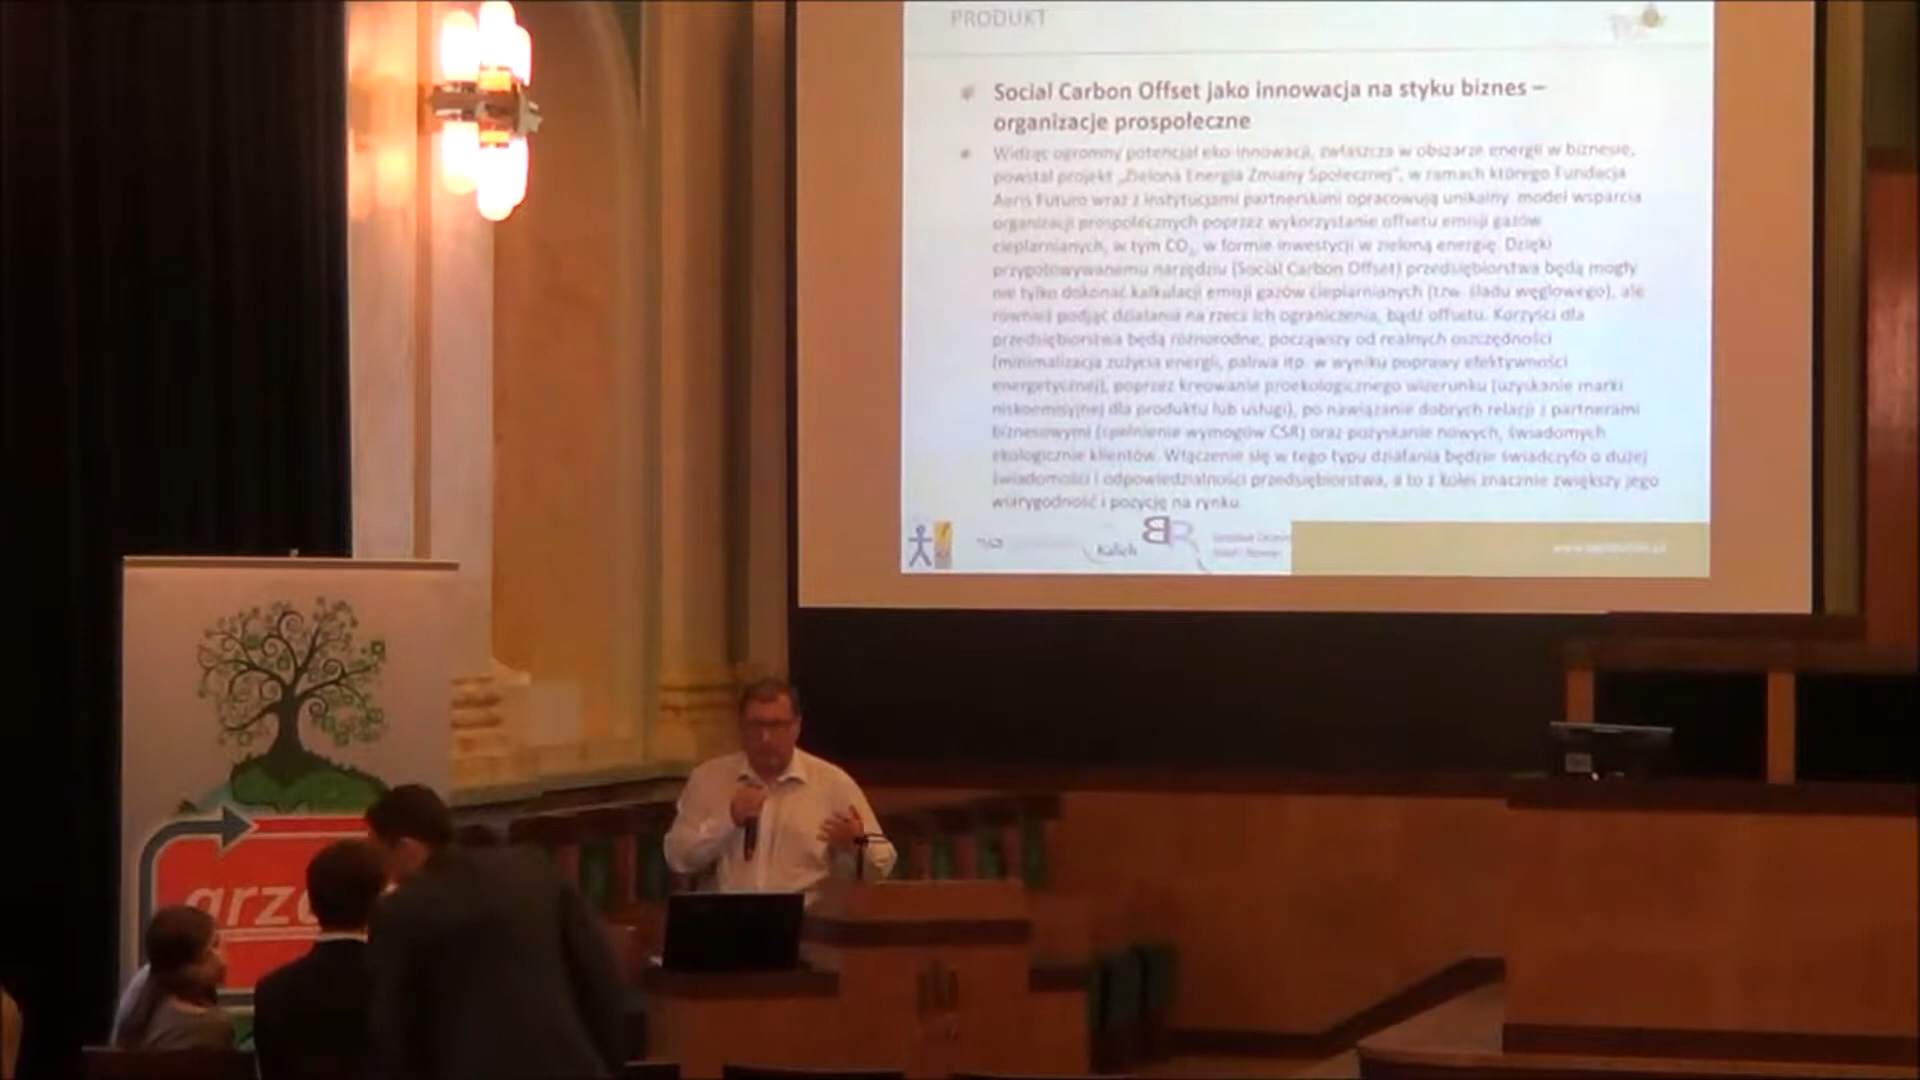 PRODUKT
Social Carbon Offset jako innowacja na styku biznes –
organizacje prospołeczne
Widząc ogromny potencjał eko-innowacji, zwłaszcza w obszarze energii w biznesie,
powstał projekt „Zielona Energia Zmiany Społecznej”, w ramach którego Fundacja
Aeris Futuro wraz z instytucjami partnerskimi opracowują unikalny model wsparcia
organizacji prospołecznych poprzez wykorzystanie offsetu emisji gazów
cieplarnianych, w tym CO₂, w formie inwestycji w zieloną energię. Dzięki
przygotowywanemu narzędziu (Social Carbon Offset) przedsiębiorstwa będą mogły
nie tylko dokonać kalkulacji emisji gazów cieplarnianych (tzw. śladu węglowego), ale
również podjąć działania na rzecz ich ograniczenia, bądź offsetu. Korzyści dla
przedsiębiorstwa będą różnorodne, począwszy od realnych oszczędności
(minimalizacja zużycia energii, paliwa itp. w wyniku poprawy efektywności
energetycznej), poprzez kreowanie proekologicznego wizerunku (uzyskanie marki
niskoemisyjnej dla produktu lub usługi), po nawiązanie dobrych relacji z partnerami
biznesowymi (spełnienie wymogów CSR) oraz pozyskanie nowych, świadomych
ekologicznie klientów. Włączenie się w tego typu działania będzie świadczyło o dużej
świadomości i odpowiedzialności przedsiębiorstwa, a to z kolei znacznie zwiększy jego
wiarygodność i pozycję na rynku.